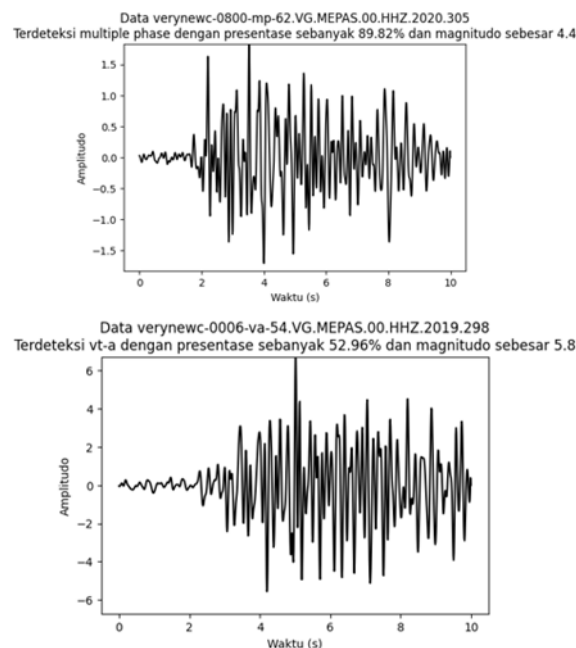 Data verynewc-0800-mp-62.VG.MEPAS.00.HHZ.2020.305
Terdeteksi multiple phase dengan presentase sebanyak 89.82% dan magnitudo sebesar 4.4
1.5
1.0
0.5
0.0
−0.5
−1.0
−1.5
Amplitudo
0 2 4 6 8 10
Waktu (s)
Data verynewc-0006-va-54.VG.MEPAS.00.HHZ.2019.298
Terdeteksi vt-a dengan presentase sebanyak 52.96% dan magnitudo sebesar 5.8
6
4
2
0
−2
−4
−6
Amplitudo
0 2 4 6 8 10
Waktu (s)